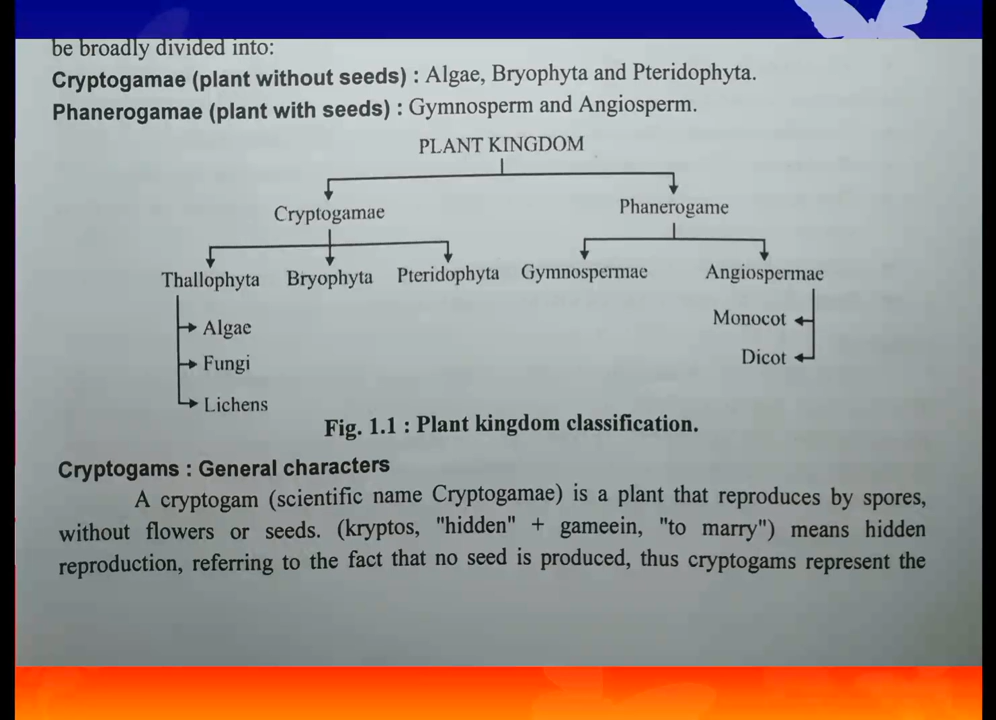 be broadly divided into:
Cryptogamae (plant without seeds) : Algae, Bryophyta and Pteridophyta.
Phanerogamae (plant with seeds) : Gymnosperm and Angiosperm.
PLANT KINGDOM
Cryptogamae Phanerogame
Thallophyta Bryophyta Pteridophyta Gymnospermae Angiospermae
Algae Monocot
Fungi Dicot
Lichens
Fig. 1.1 : Plant kingdom classification.
Cryptogams : General characters
A cryptogam (scientific name Cryptogamae) is a plant that reproduces by spores,
without flowers or seeds. (kryptos, "hidden" + gameein, "to marry") means hidden
reproduction, referring to the fact that no seed is produced, thus cryptogams represent the